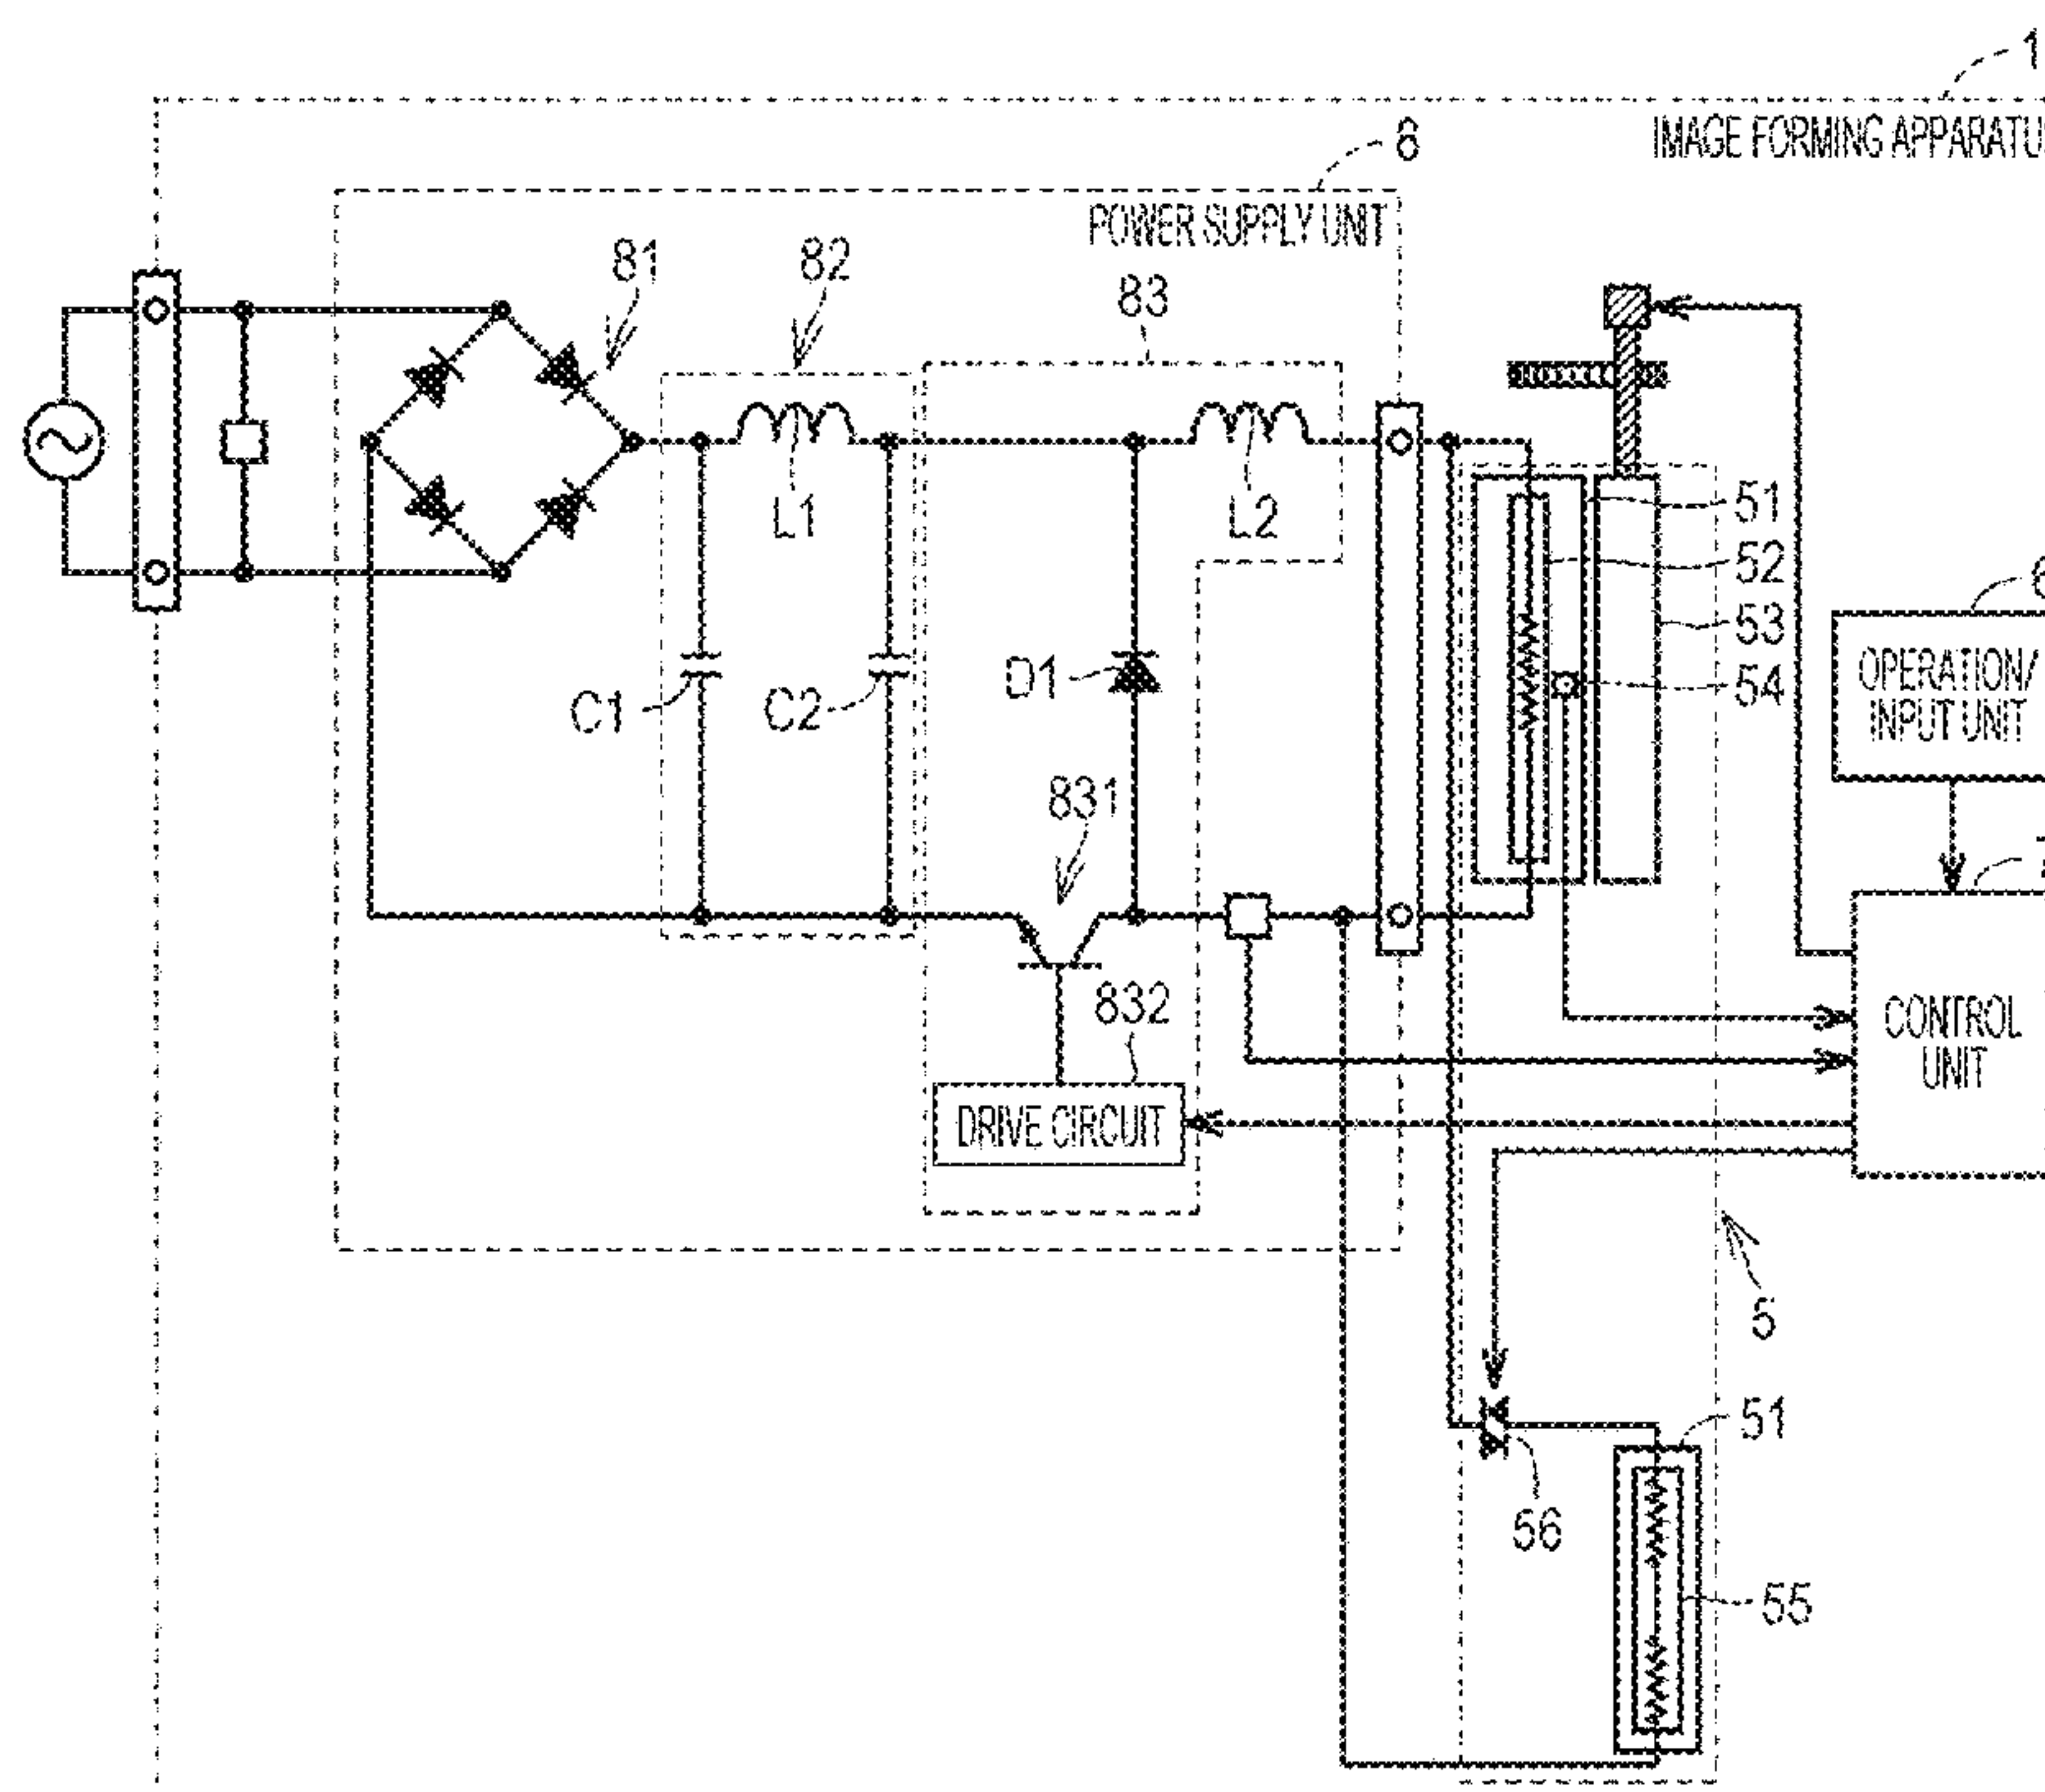 1
IMAGE FORMING APPARATUS
8
POWER SUPPLY UNIT
81
82
83
L1
L2
51
52
53
54
C1
C2
D1
OPERATION/
INPUT UNIT
831
832
CONTROL
UNIT
DRIVE CIRCUIT
5
51
56
55